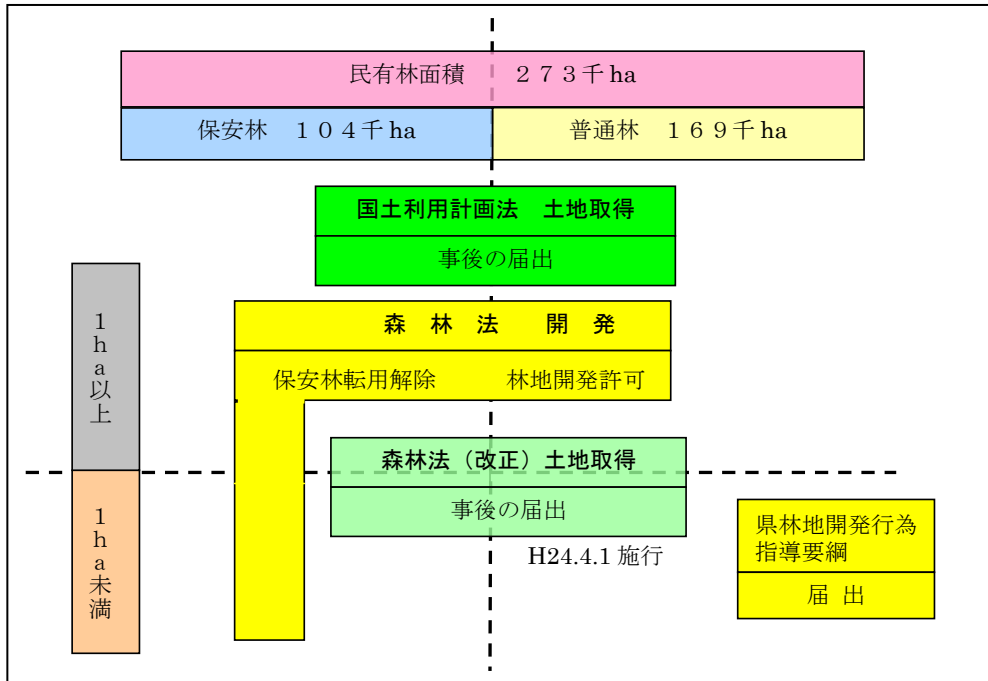 民有林面積　２７３千ha
保安林　１０４千ha
普通林　１６９千ha
国土利用計画法　土地取得
事後の届出
１ha以上
森　林　法　　開　発
保安林転用解除
林地開発許可
森林法（改正）土地取得
事後の届出
H24.4.1 施行
１ha未満
県林地開発行為
指導要綱
届 出